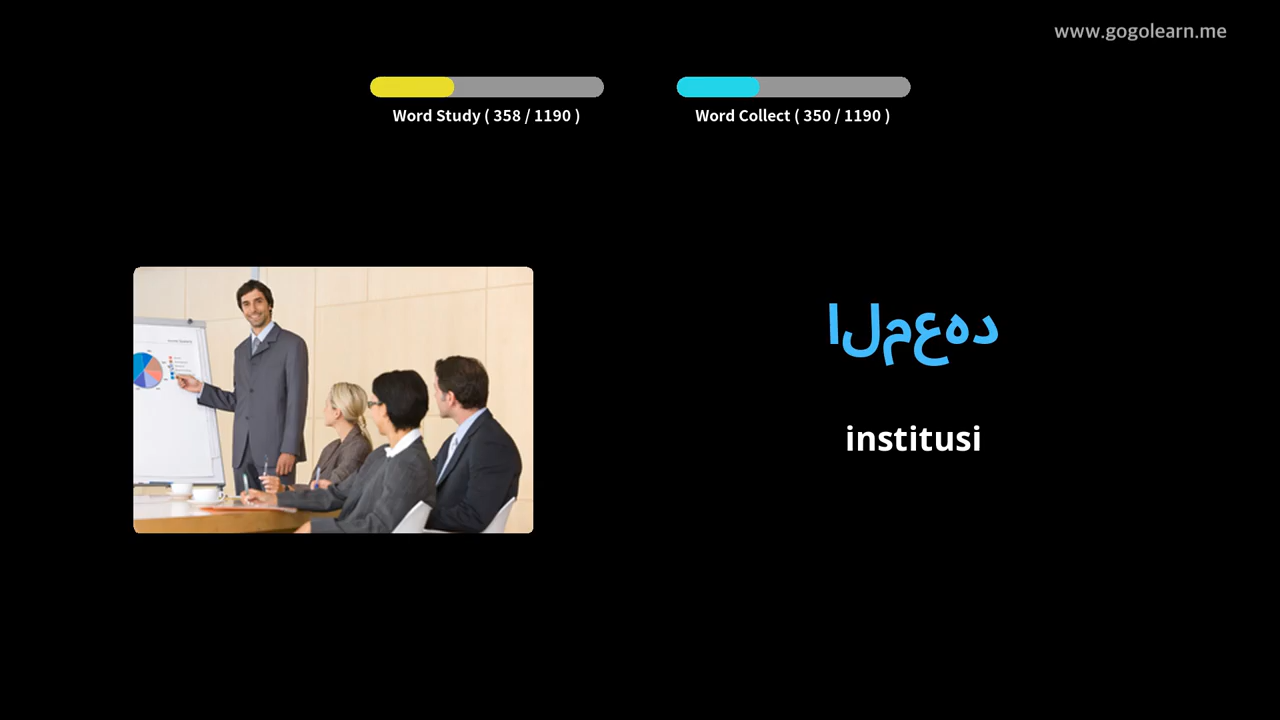 www.gogolearn.me
Word Study ( 358 / 1190 )
Word Collect ( 350 / 1190 )
المعهد
institusi